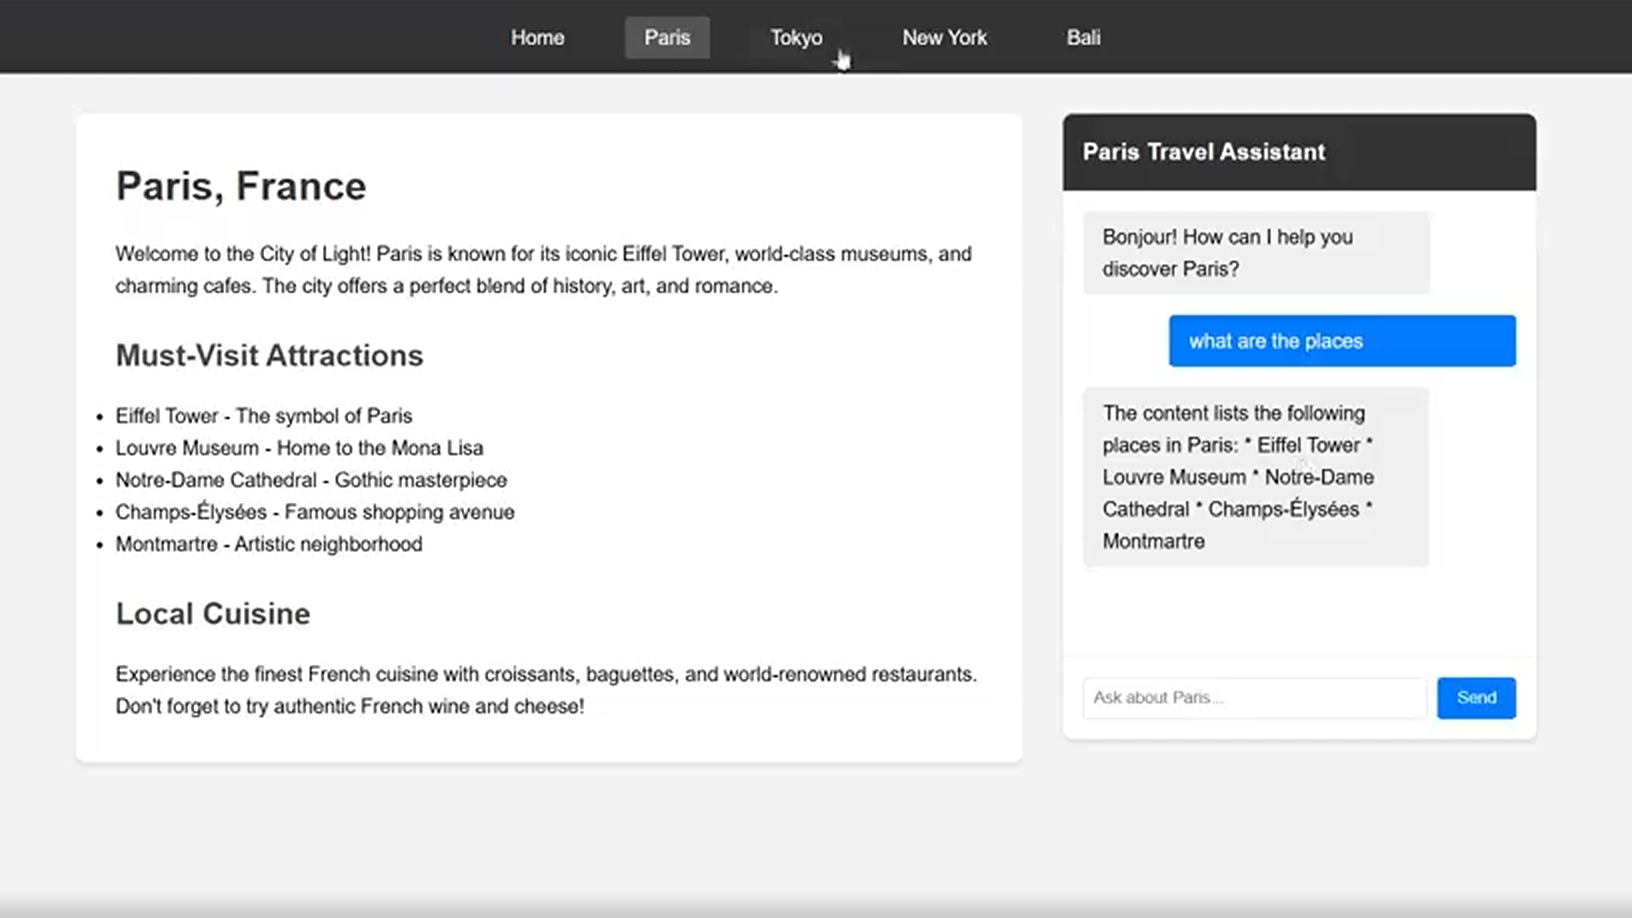 Home Paris Tokyo New York Bali
Paris, France
Welcome to the City of Light! Paris is known for its iconic Eiffel Tower, world-class museums, and
charming cafes. The city offers a perfect blend of history, art, and romance.
Must-Visit Attractions
• Eiffel Tower - The symbol of Paris
• Louvre Museum - Home to the Mona Lisa
• Notre-Dame Cathedral - Gothic masterpiece
• Champs-Élysées - Famous shopping avenue
• Montmartre - Artistic neighborhood
Local Cuisine
Experience the finest French cuisine with croissants, baguettes, and world-renowned restaurants.
Don't forget to try authentic French wine and cheese!
Paris Travel Assistant
Bonjour! How can I help you
discover Paris?
what are the places
The content lists the following
places in Paris: * Eiffel Tower *
Louvre Museum * Notre-Dame
Cathedral * Champs-Élysées *
Montmartre
Ask about Paris...
Send